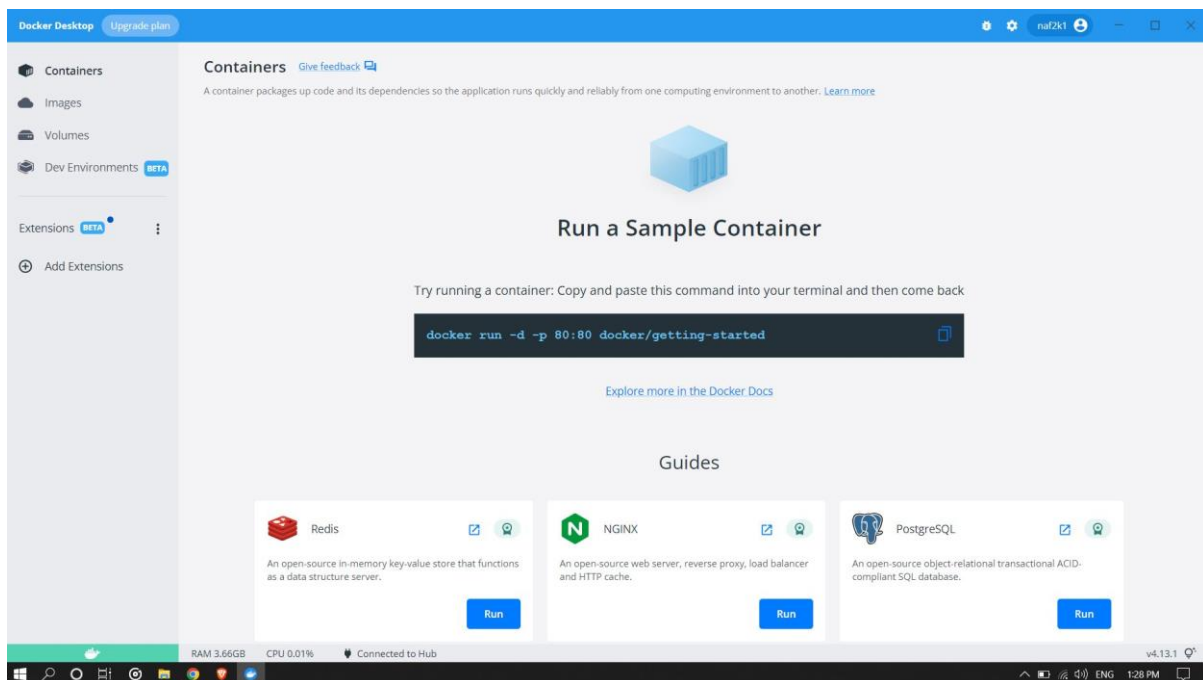 Docker Desktop Upgrade plan naf2k1
Containers
Images
Volumes
Dev Environments BETA
Extensions BETA
Add Extensions
Containers Give feedback
A container packages up code and its dependencies so the application runs quickly and reliably from one computing environment to another. Learn more
Run a Sample Container
Try running a container: Copy and paste this command into your terminal and then come back
docker run -d -p 80:80 docker/getting-started
Explore more in the Docker Docs
Guides
Redis
An open-source in-memory key-value store that functions
as a data structure server.
Run
NGINX
An open-source web server, reverse proxy, load balancer
and HTTP cache.
Run
PostgreSQL
An open-source object-relational transactional ACID-
compliant SQL database.
Run
RAM 3.66GB CPU 0.01% Connected to Hub v4.13.1
ENG 1:28 PM